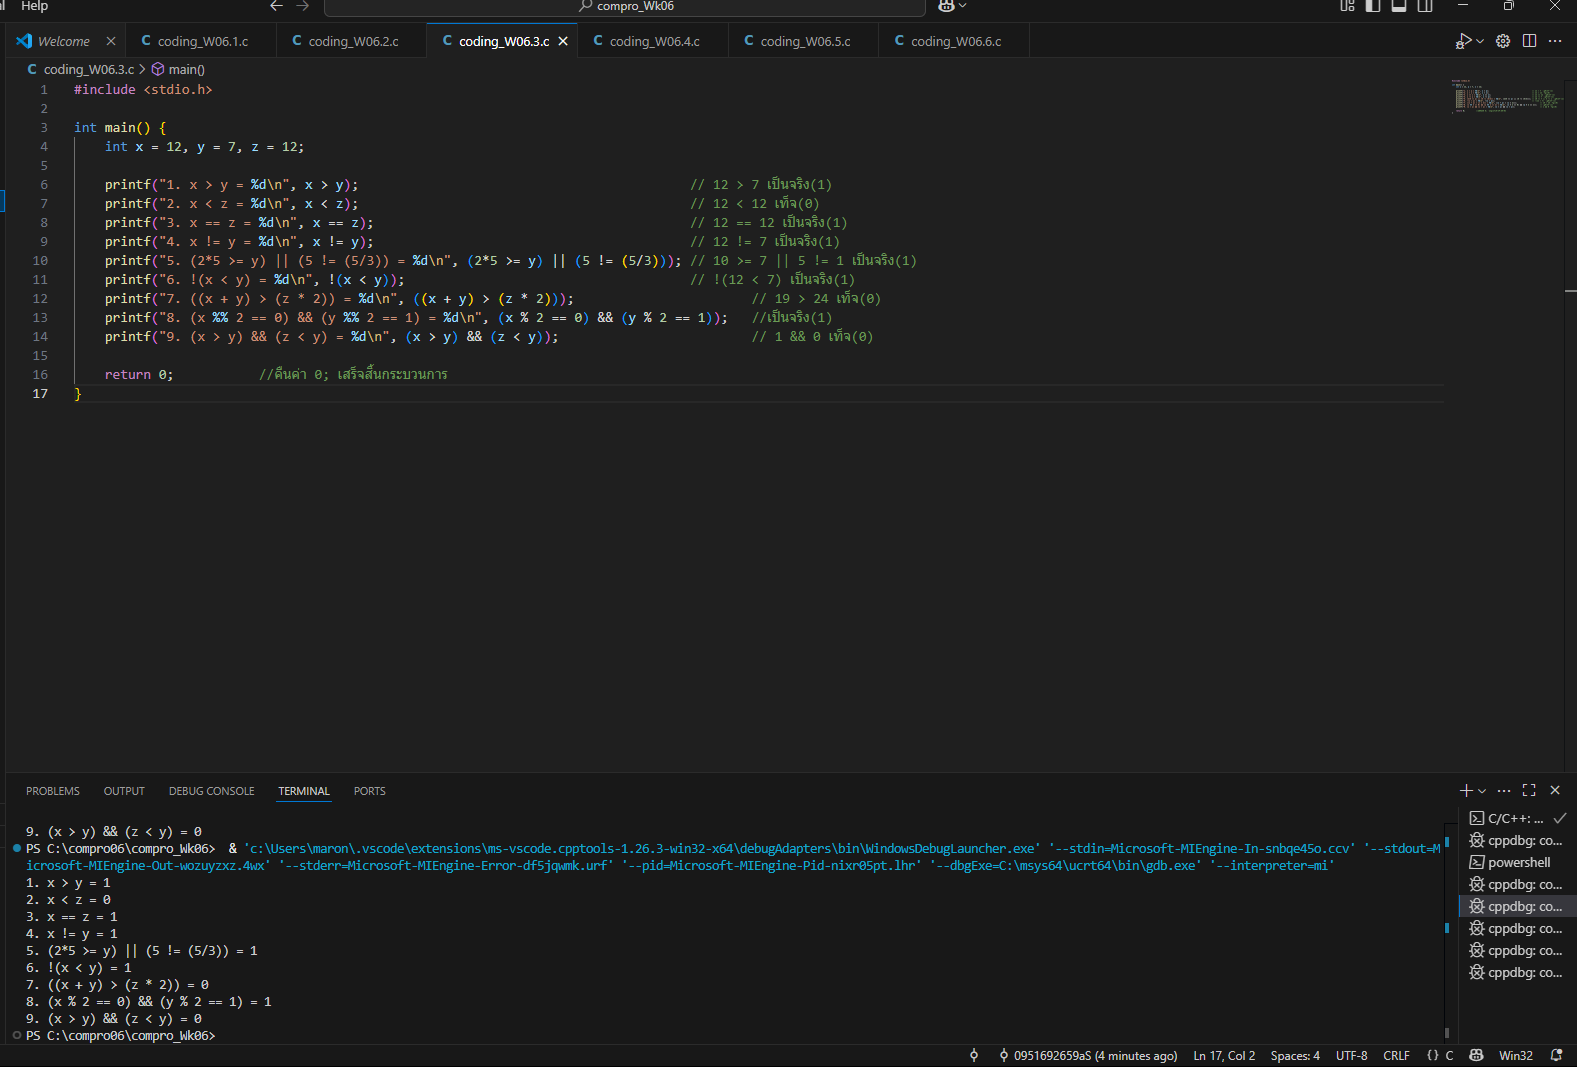 Help
compro_Wk06
Welcome
coding_W06.1.c
coding_W06.2.c
coding_W06.3.c
coding_W06.4.c
coding_W06.5.c
coding_W06.6.c
coding_W06.3.c > main()
1 #include <stdio.h>
2
3 int main() {
4 int x = 12, y = 7, z = 12;
5
6 printf("1. x > y = %d\n", x > y); // 12 > 7 เป็นจริง(1)
7 printf("2. x < z = %d\n", x < z); // 12 < 12 เท็จ(0)
8 printf("3. x == z = %d\n", x == z); // 12 == 12 เป็นจริง(1)
9 printf("4. x != y = %d\n", x != y); // 12 != 7 เป็นจริง(1)
10 printf("5. (2*5 >= y) || (5 != (5/3)) = %d\n", (2*5 >= y) || (5 != (5/3))); // 10 >= 7 || 5 != 1 เป็นจริง(1)
11 printf("6. !(x < y) = %d\n", !(x < y)); // !(12 < 7) เป็นจริง(1)
12 printf("7. ((x + y) > (z * 2)) = %d\n", ((x + y) > (z * 2))); // 19 > 24 เท็จ(0)
13 printf("8. (x %% 2 == 0) && (y %% 2 == 1) = %d\n", (x % 2 == 0) && (y % 2 == 1)); //เป็นจริง(1)
14 printf("9. (x > y) && (z < y) = %d\n", (x > y) && (z < y)); // 1 && 0 เท็จ(0)
15
16 return 0; //คืนค่า 0; เสร็จสิ้นกระบวนการ
17 }
PROBLEMS OUTPUT DEBUG CONSOLE TERMINAL PORTS
9. (x > y) && (z < y) = 0
PS C:\compro06\compro_Wk06> & 'c:\Users\maron\.vscode\extensions\ms-vscode.cpptools-1.26.3-win32-x64\debugAdapters\bin\WindowsDebugLauncher.exe' '--stdin=Microsoft-MIEngine-In-snbqe45o.ccv' '--stdout=M
icrosoft-MIEngine-Out-wozuyzxz.4wx' '--stderr=Microsoft-MIEngine-Error-df5jqwmk.urf' '--pid=Microsoft-MIEngine-Pid-nixr05pt.lhr' '--dbgExe=C:\msys64\ucrt64\bin\gdb.exe' '--interpreter=mi'
1. x > y = 1
2. x < z = 0
3. x == z = 1
4. x != y = 1
5. (2*5 >= y) || (5 != (5/3)) = 1
6. !(x < y) = 1
7. ((x + y) > (z * 2)) = 0
8. (x % 2 == 0) && (y % 2 == 1) = 1
9. (x > y) && (z < y) = 0
PS C:\compro06\compro_Wk06>
C/C++: ...
cppdbg: co...
powershell
cppdbg: co...
cppdbg: co...
cppdbg: co...
cppdbg: co...
cppdbg: co...
0951692659aS (4 minutes ago) Ln 17, Col 2 Spaces: 4 UTF-8 CRLF {} C Win32